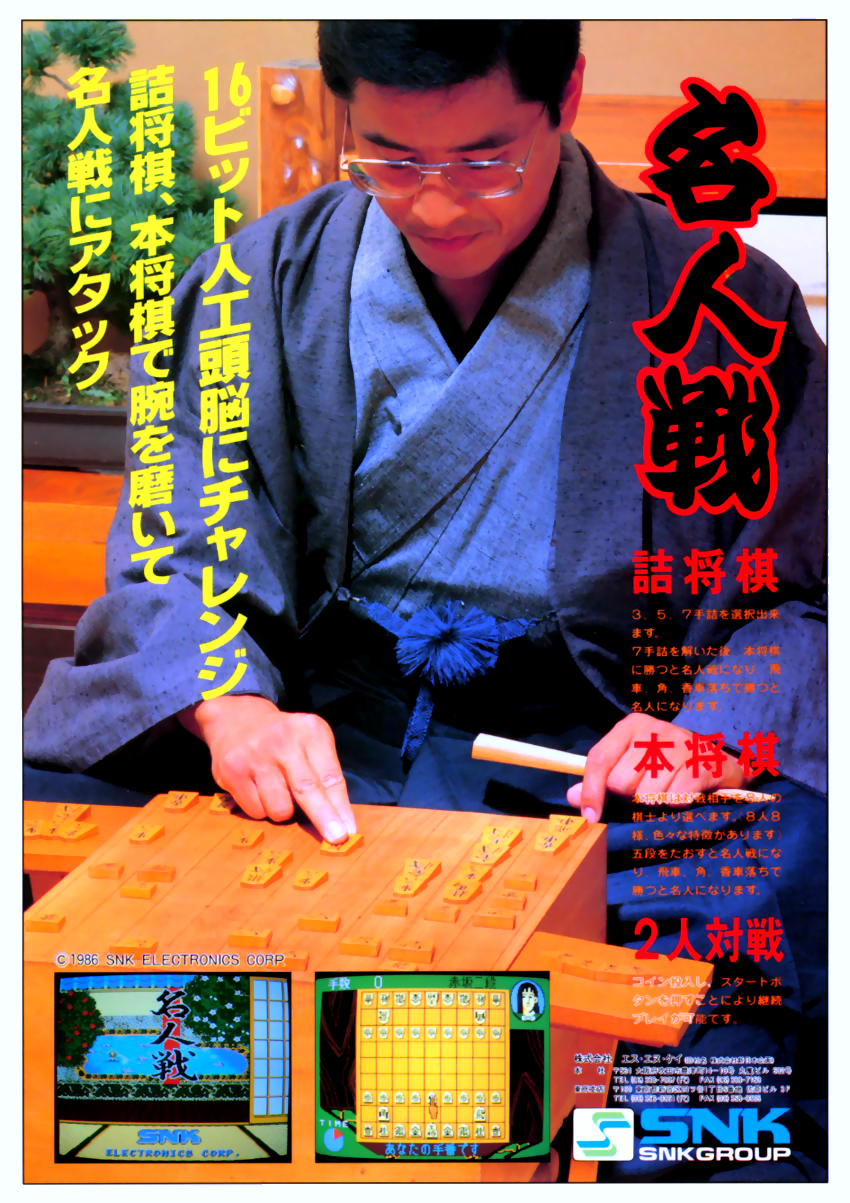 16ビット人工頭脳にチャレンジ
詰将棋、本将棋で腕を磨いて
名人戦にアタック
名人戦
詰将棋
3、5、7手詰を選択出来
ます。
7手詰を解いた後、本将棋
に勝つと名人戦になり、飛
車、角、香車落ちで勝つと
名人になります。
本将棋
本将棋は対戦相手を8人の
棋士より選べます。(8人8
様、色々な特徴があります)
五段をたおすと名人戦にな
り、飛車、角、香車落ちで
勝つと名人になります。
2人対戦
コイン投入し、スタートボ
タンを押すことにより継続
プレイが可能です。
©1986 SNK ELECTRONICS CORP.
名人戦
SNK
ELECTRONICS CORP.
手数 0 赤坂二段
TIME
あなたの手番です
株式会社 エス・エヌ・ケイ
本社
東京支店
SNK
SNKGROUP